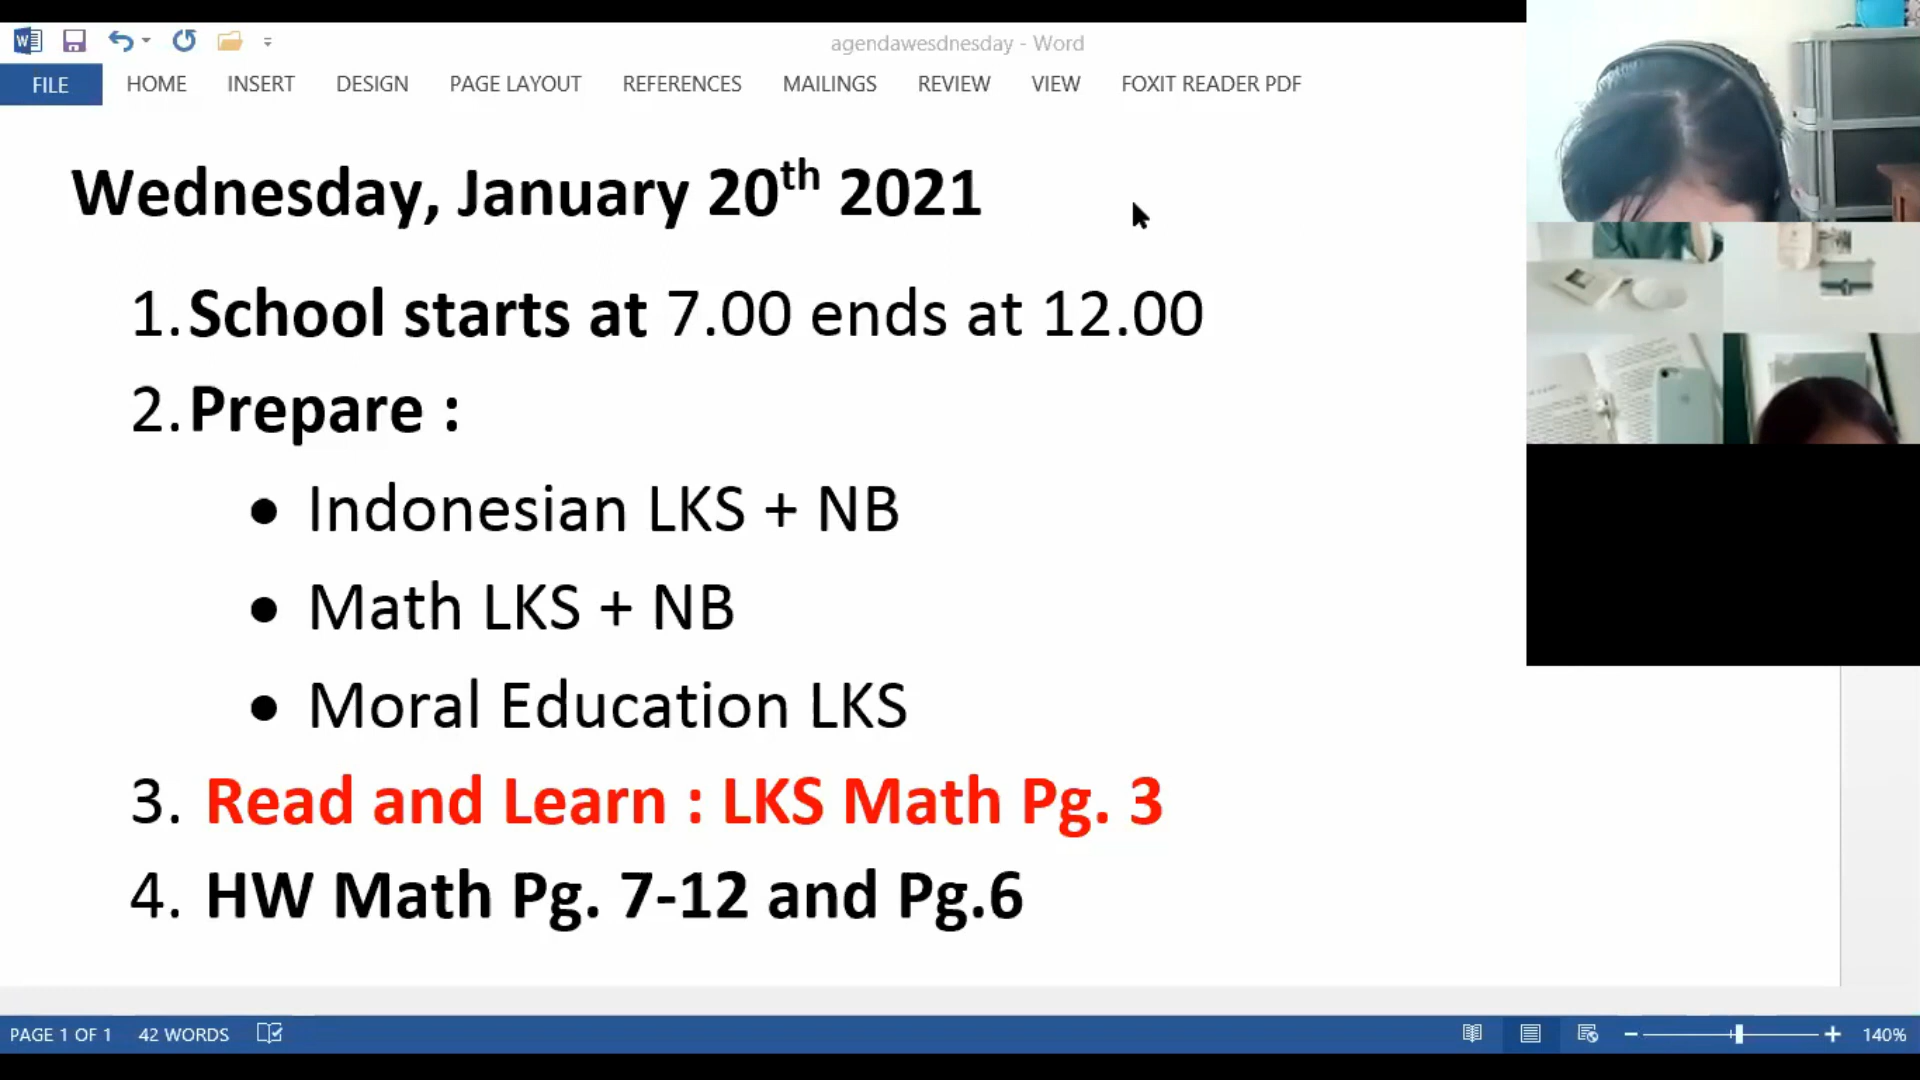 agendawesdnesday - Word
FILE HOME INSERT DESIGN PAGE LAYOUT REFERENCES MAILINGS REVIEW VIEW FOXIT READER PDF
Wednesday, January 20th 2021
1. School starts at 7.00 ends at 12.00
2. Prepare :
● Indonesian LKS + NB
● Math LKS + NB
● Moral Education LKS
3. Read and Learn : LKS Math Pg. 3
4. HW Math Pg. 7-12 and Pg.6
PAGE 1 OF 1 42 WORDS 140%